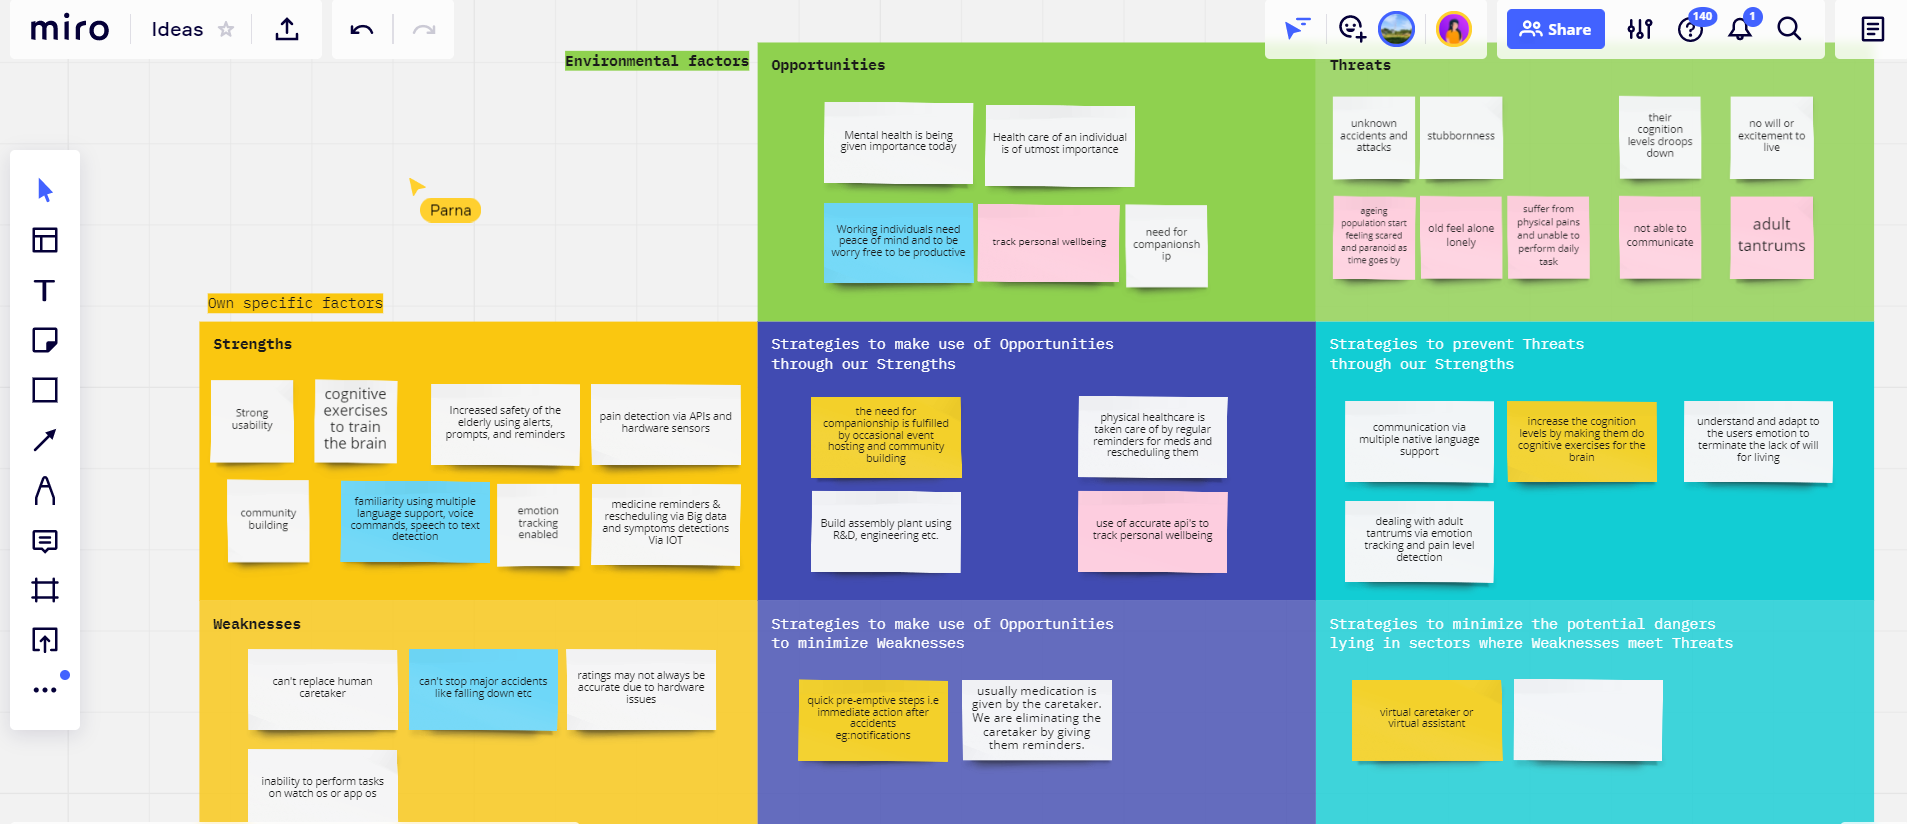 miro
Ideas
Share
140
1
Parna
Environmental factors
Opportunities
Mental health is being
given importance today
Health care of an individual
is of utmost importance
Working individuals need
peace of mind and to be
worry free to be productive
track personal wellbeing
need for
companionsh
ip
Threats
unknown
accidents and
attacks
stubbornness
their
cognition
levels droops
down
no will or
excitement to
live
ageing
population start
feeling scared
and paranoid as
time goes by
old feel alone
lonely
suffer from
physical pains
and unable to
perform daily
task
not able to
communicate
adult
tantrums
Own specific factors
Strengths
Strong
usability
cognitive
exercises
to train
the brain
Increased safety of the
elderly using alerts,
prompts, and reminders
pain detection via APIs and
hardware sensors
community
building
familiarity using multiple
language support, voice
commands, speech to text
detection
emotion
tracking
enabled
medicine reminders &
rescheduling via Big data
and symptoms detections
Via IOT
Strategies to make use of Opportunities
through our Strengths
the need for
companionship is fulfilled
by occasional event
hosting and community
building
physical healthcare is
taken care of by regular
reminders for meds and
rescheduling them
Build assembly plant using
R&D, engineering etc.
use of accurate api's to
track personal wellbeing
Strategies to prevent Threats
through our Strengths
communication via
multiple native language
support
increase the cognition
levels by making them do
cognitive exercises for the
brain
understand and adapt to
the users emotion to
terminate the lack of will
for living
dealing with adult
tantrums via emotion
tracking and pain level
detection
Weaknesses
can't replace human
caretaker
can't stop major accidents
like falling down etc
ratings may not always be
accurate due to hardware
issues
inability to perform tasks
on watch os or app os
Strategies to make use of Opportunities
to minimize Weaknesses
quick pre-emptive steps i.e
immediate action after
accidents
eg:notifications
usually medication is
given by the caretaker.
We are eliminating the
caretaker by giving
them reminders.
Strategies to minimize the potential dangers
lying in sectors where Weaknesses meet Threats
virtual caretaker or
virtual assistant